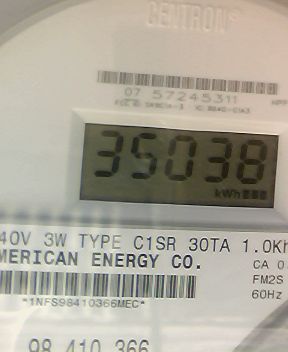 CENTRON®
07 57245311
35038
kWh
40V 3W TYPE C1SR 30TA 1.0Kh
MERICAN ENERGY CO.
CA 0
FM2S
*1NFS98410366MEC*
60Hz
98 410 366